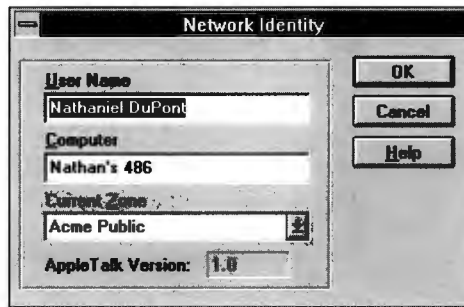 Network Identity
User Name
Nathaniel DuPont
Computer
Nathan's 486
Current Zone
Acme Public
AppleTalk Version: 1.0
OK
Cancel
Help